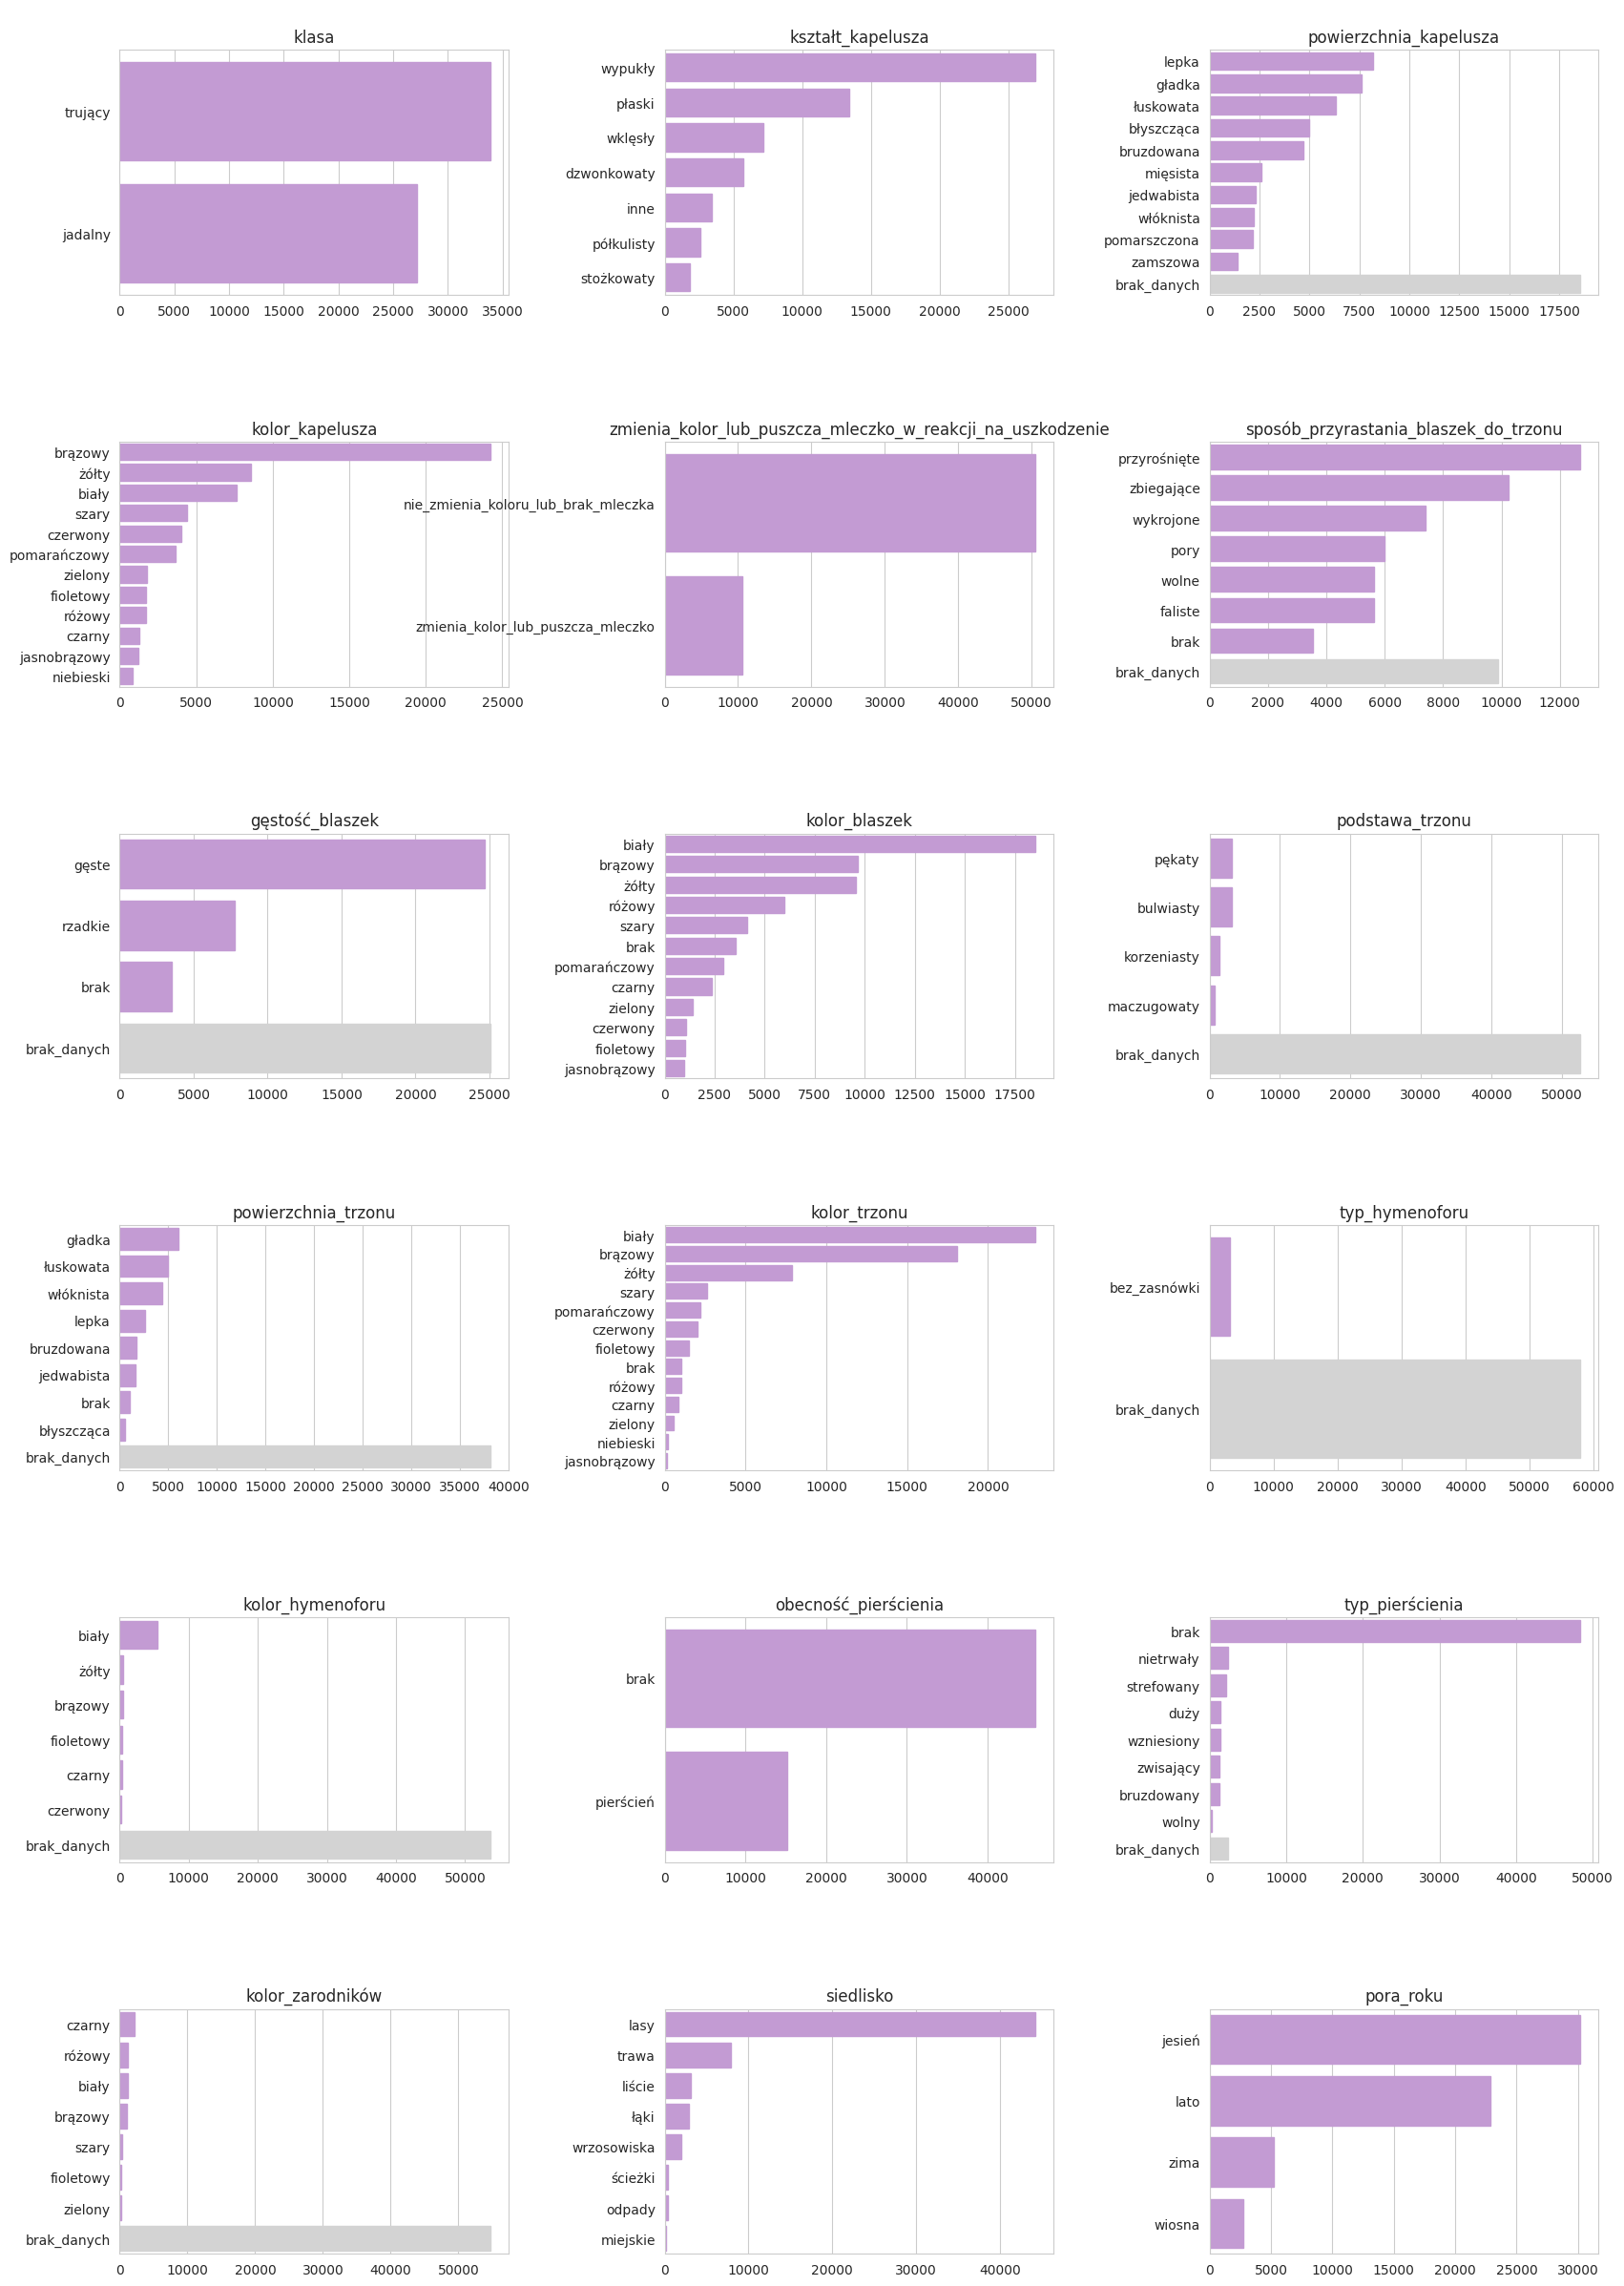 klasa
trujący
jadalny
0 5000 10000 15000 20000 25000 30000 35000
kształt_kapelusza
wypukły
płaski
wklęsły
dzwonkowaty
inne
półkulisty
stożkowaty
0 5000 10000 15000 20000 25000
powierzchnia_kapelusza
lepka
gładka
łuskowata
błyszcząca
bruzdowana
mięsista
jedwabista
włóknista
pomarszczona
zamszowa
brak_danych
0 2500 5000 7500 10000 12500 15000 17500
kolor_kapelusza
brązowy
żółty
biały
szary
czerwony
pomarańczowy
zielony
fioletowy
różowy
czarny
jasnobrązowy
niebieski
0 5000 10000 15000 20000 25000
zmienia_kolor_lub_puszcza_mleczko_w_reakcji_na_uszkodzenie
nie_zmienia_koloru_lub_brak_mleczka
zmienia_kolor_lub_puszcza_mleczko
0 10000 20000 30000 40000 50000
sposób_przyrastania_blaszek_do_trzonu
przyrośnięte
zbiegające
wykrojone
pory
wolne
faliste
brak
brak_danych
0 2000 4000 6000 8000 10000 12000
gęstość_blaszek
gęste
rzadkie
brak
brak_danych
0 5000 10000 15000 20000 25000
kolor_blaszek
biały
brązowy
żółty
różowy
szary
brak
pomarańczowy
czarny
zielony
czerwony
fioletowy
jasnobrązowy
0 2500 5000 7500 10000 12500 15000 17500
podstawa_trzonu
pękaty
bulwiasty
korzeniasty
maczugowaty
brak_danych
0 10000 20000 30000 40000 50000
powierzchnia_trzonu
gładka
łuskowata
włóknista
lepka
bruzdowana
jedwabista
brak
błyszcząca
brak_danych
0 5000 10000 15000 20000 25000 30000 35000 40000
kolor_trzonu
biały
brązowy
żółty
szary
pomarańczowy
czerwony
fioletowy
brak
różowy
czarny
zielony
niebieski
jasnobrązowy
0 5000 10000 15000 20000
typ_hymenoforu
bez_zasnówki
brak_danych
0 10000 20000 30000 40000 50000 60000
kolor_hymenoforu
biały
żółty
brązowy
fioletowy
czarny
czerwony
brak_danych
0 10000 20000 30000 40000 50000
obecność_pierścienia
brak
pierścień
0 10000 20000 30000 40000
typ_pierścienia
brak
nietrwały
strefowany
duży
wzniesiony
zwisający
bruzdowany
wolny
brak_danych
0 10000 20000 30000 40000 50000
kolor_zarodników
czarny
różowy
biały
brązowy
szary
fioletowy
zielony
brak_danych
0 10000 20000 30000 40000 50000
siedlisko
lasy
trawa
liście
łąki
wrzosowiska
ścieżki
odpady
miejskie
0 10000 20000 30000 40000
pora_roku
jesień
lato
zima
wiosna
0 5000 10000 15000 20000 25000 30000